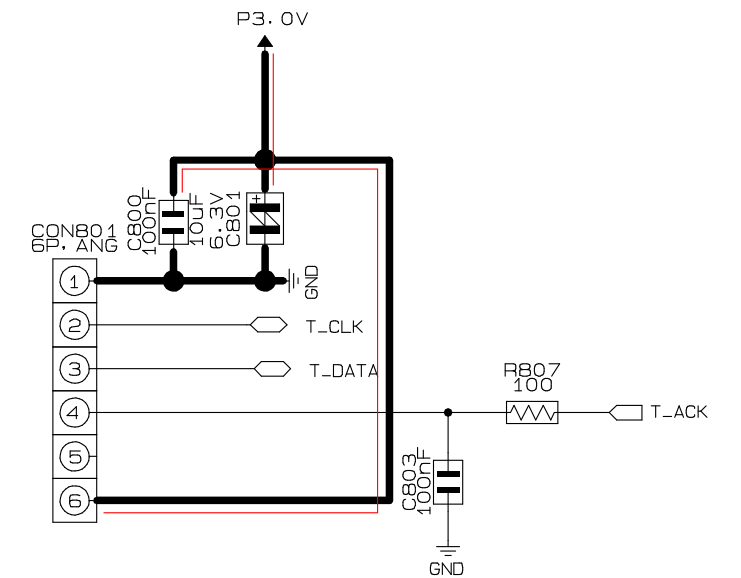 P3.0V
C800
100nF
10uF
6.3V
C801
+
CON801
6P, ANG
GND
1
2
T_CLK
3
T_DATA
R807
100
4
T_ACK
5
C803
100nF
6
GND